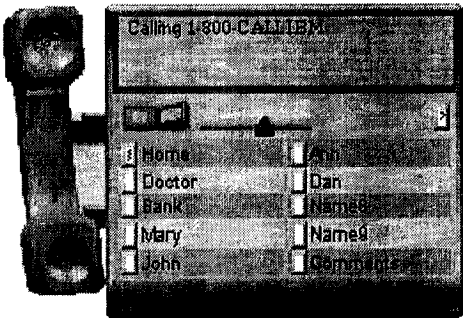 Calling 1-800-CALLIBM
Home Ann
Doctor Dan
Bank Name8
Mary Name9
John Comments